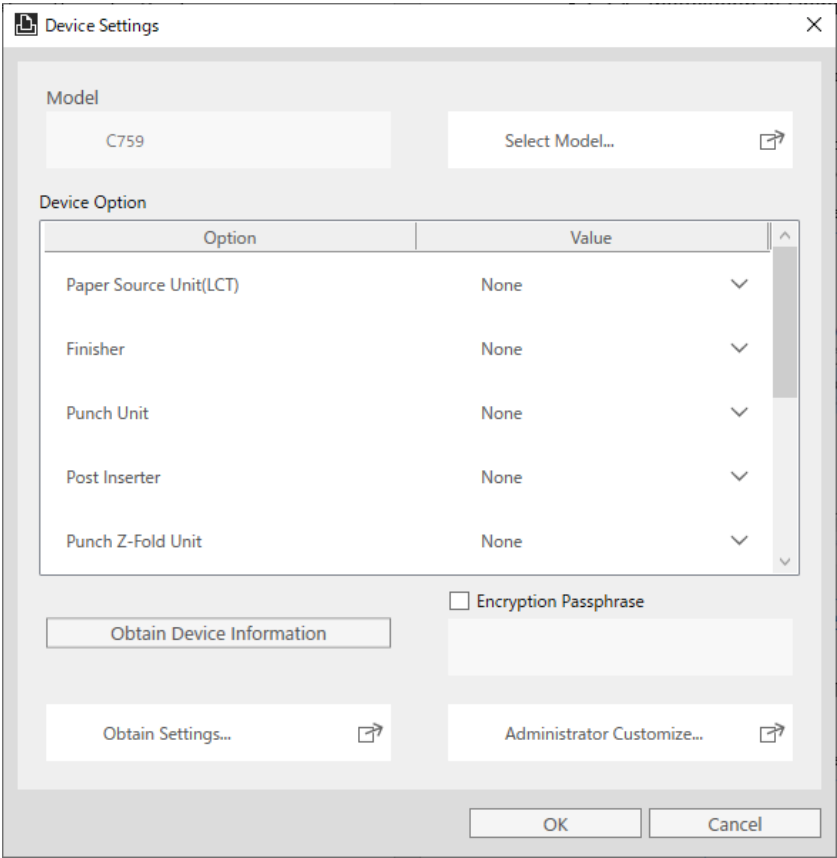 Device Settings
Model
C759
Select Model...
Device Option
Option Value
Paper Source Unit(LCT) None
Finisher None
Punch Unit None
Post Inserter None
Punch Z-Fold Unit None
Encryption Passphrase
Obtain Device Information
Obtain Settings...
Administrator Customize...
OK Cancel